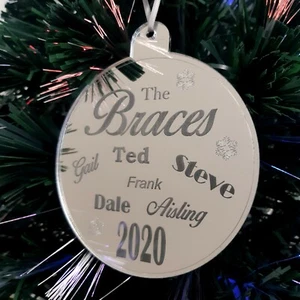 The
Braces
Gail Ted Steve
Frank
Dale Aisling
2020